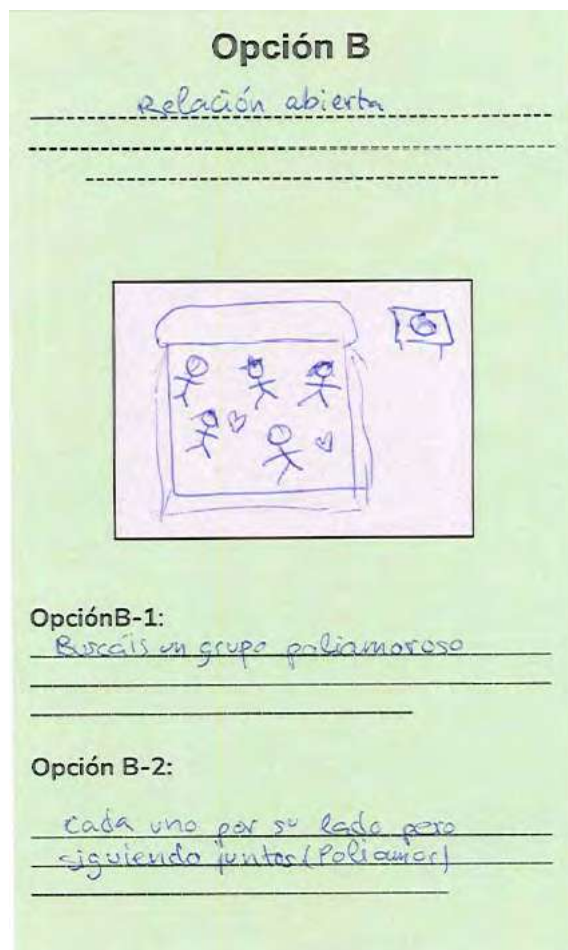 Opción B
Relación abierta
OpciónB-1:
Buscáis un grupo poliamoroso
Opción B-2:
cada uno por su lado pero
siguiendo juntos (Poliamor)